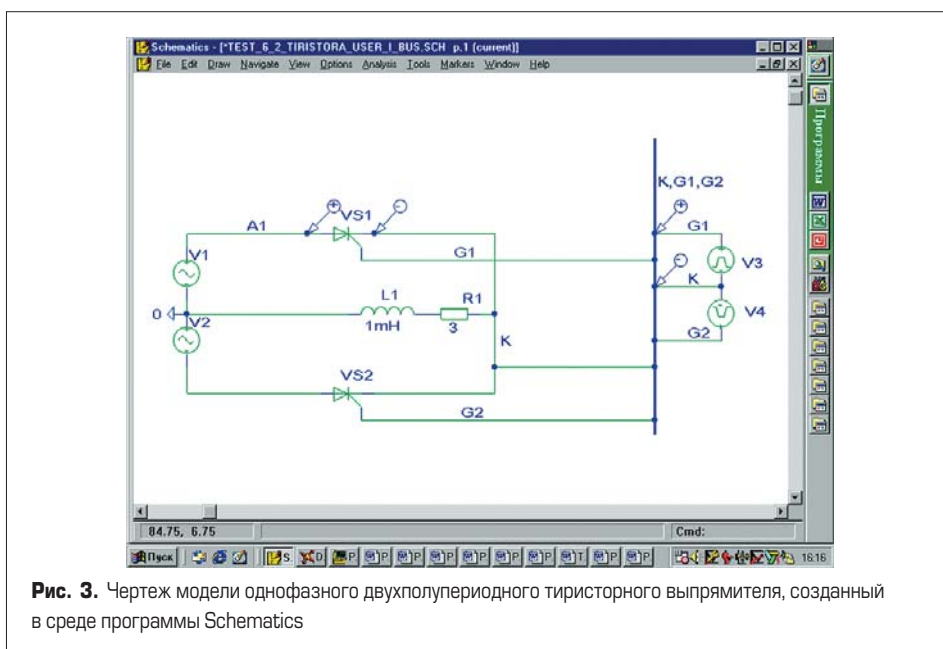 Schematics - [*TEST_6_2_TIRISTORA_USER_I_BUS.SCH p.1 (current)]
File Edit Draw Navigate View Options Analysis Tools Markers Window Help
Программы
K,G1,G2
A1
VS1
G1
G1
V1
V3
K
L1
R1
0
V2
1mH
3
V4
K
G2
VS2
G2
84.75, 6.75
Cmd:
Пуск
16:16
Рис. 3. Чертеж модели однофазного двухполупериодного тиристорного выпрямителя, созданный
в среде программы Schematics